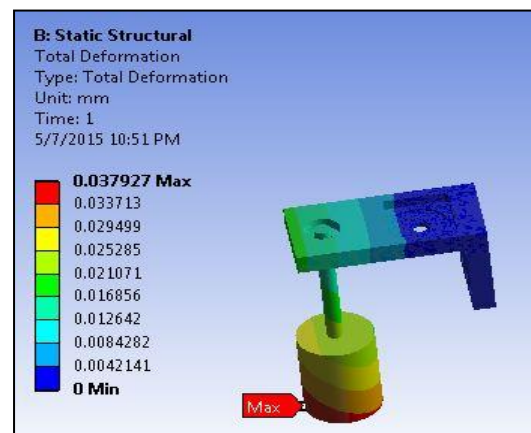 B: Static Structural
Total Deformation
Type: Total Deformation
Unit: mm
Time: 1
5/7/2015 10:51 PM
0.037927 Max
0.033713
0.029499
0.025285
0.021071
0.016856
0.012642
0.0084282
0.0042141
0 Min
Max